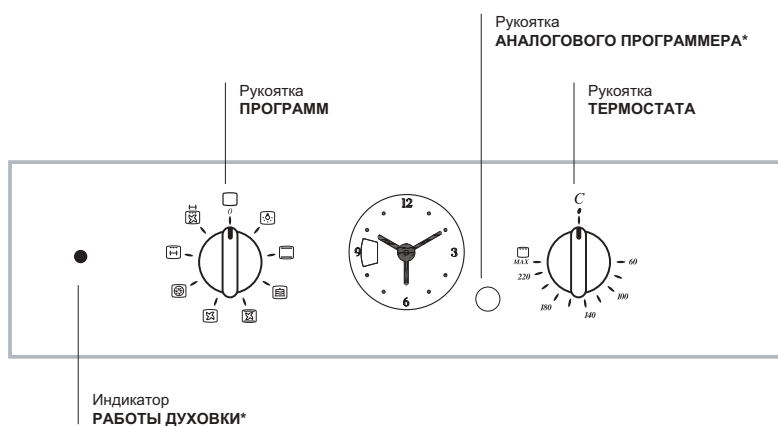 Рукоятка
АНАЛОГОВОГО ПРОГРАММЕРА*
Рукоятка
ПРОГРАММ
Рукоятка
ТЕРМОСТАТА
C
0
12
9
3
6
MAX
60
220
100
180
140
Индикатор
РАБОТЫ ДУХОВКИ*